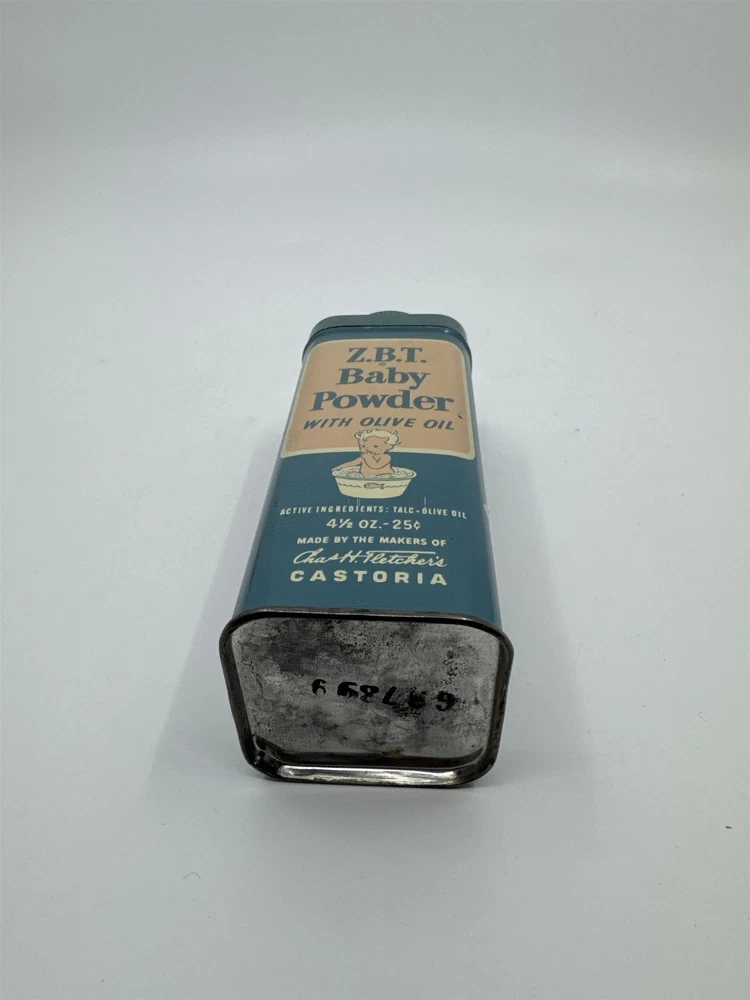 Z.B.T.
Baby
Powder
WITH OLIVE OIL
ACTIVE INGREDIENTS: TALC-OLIVE OIL
4½ OZ.-25¢
MADE BY THE MAKERS OF
Chas H. Fletcher's
CASTORIA